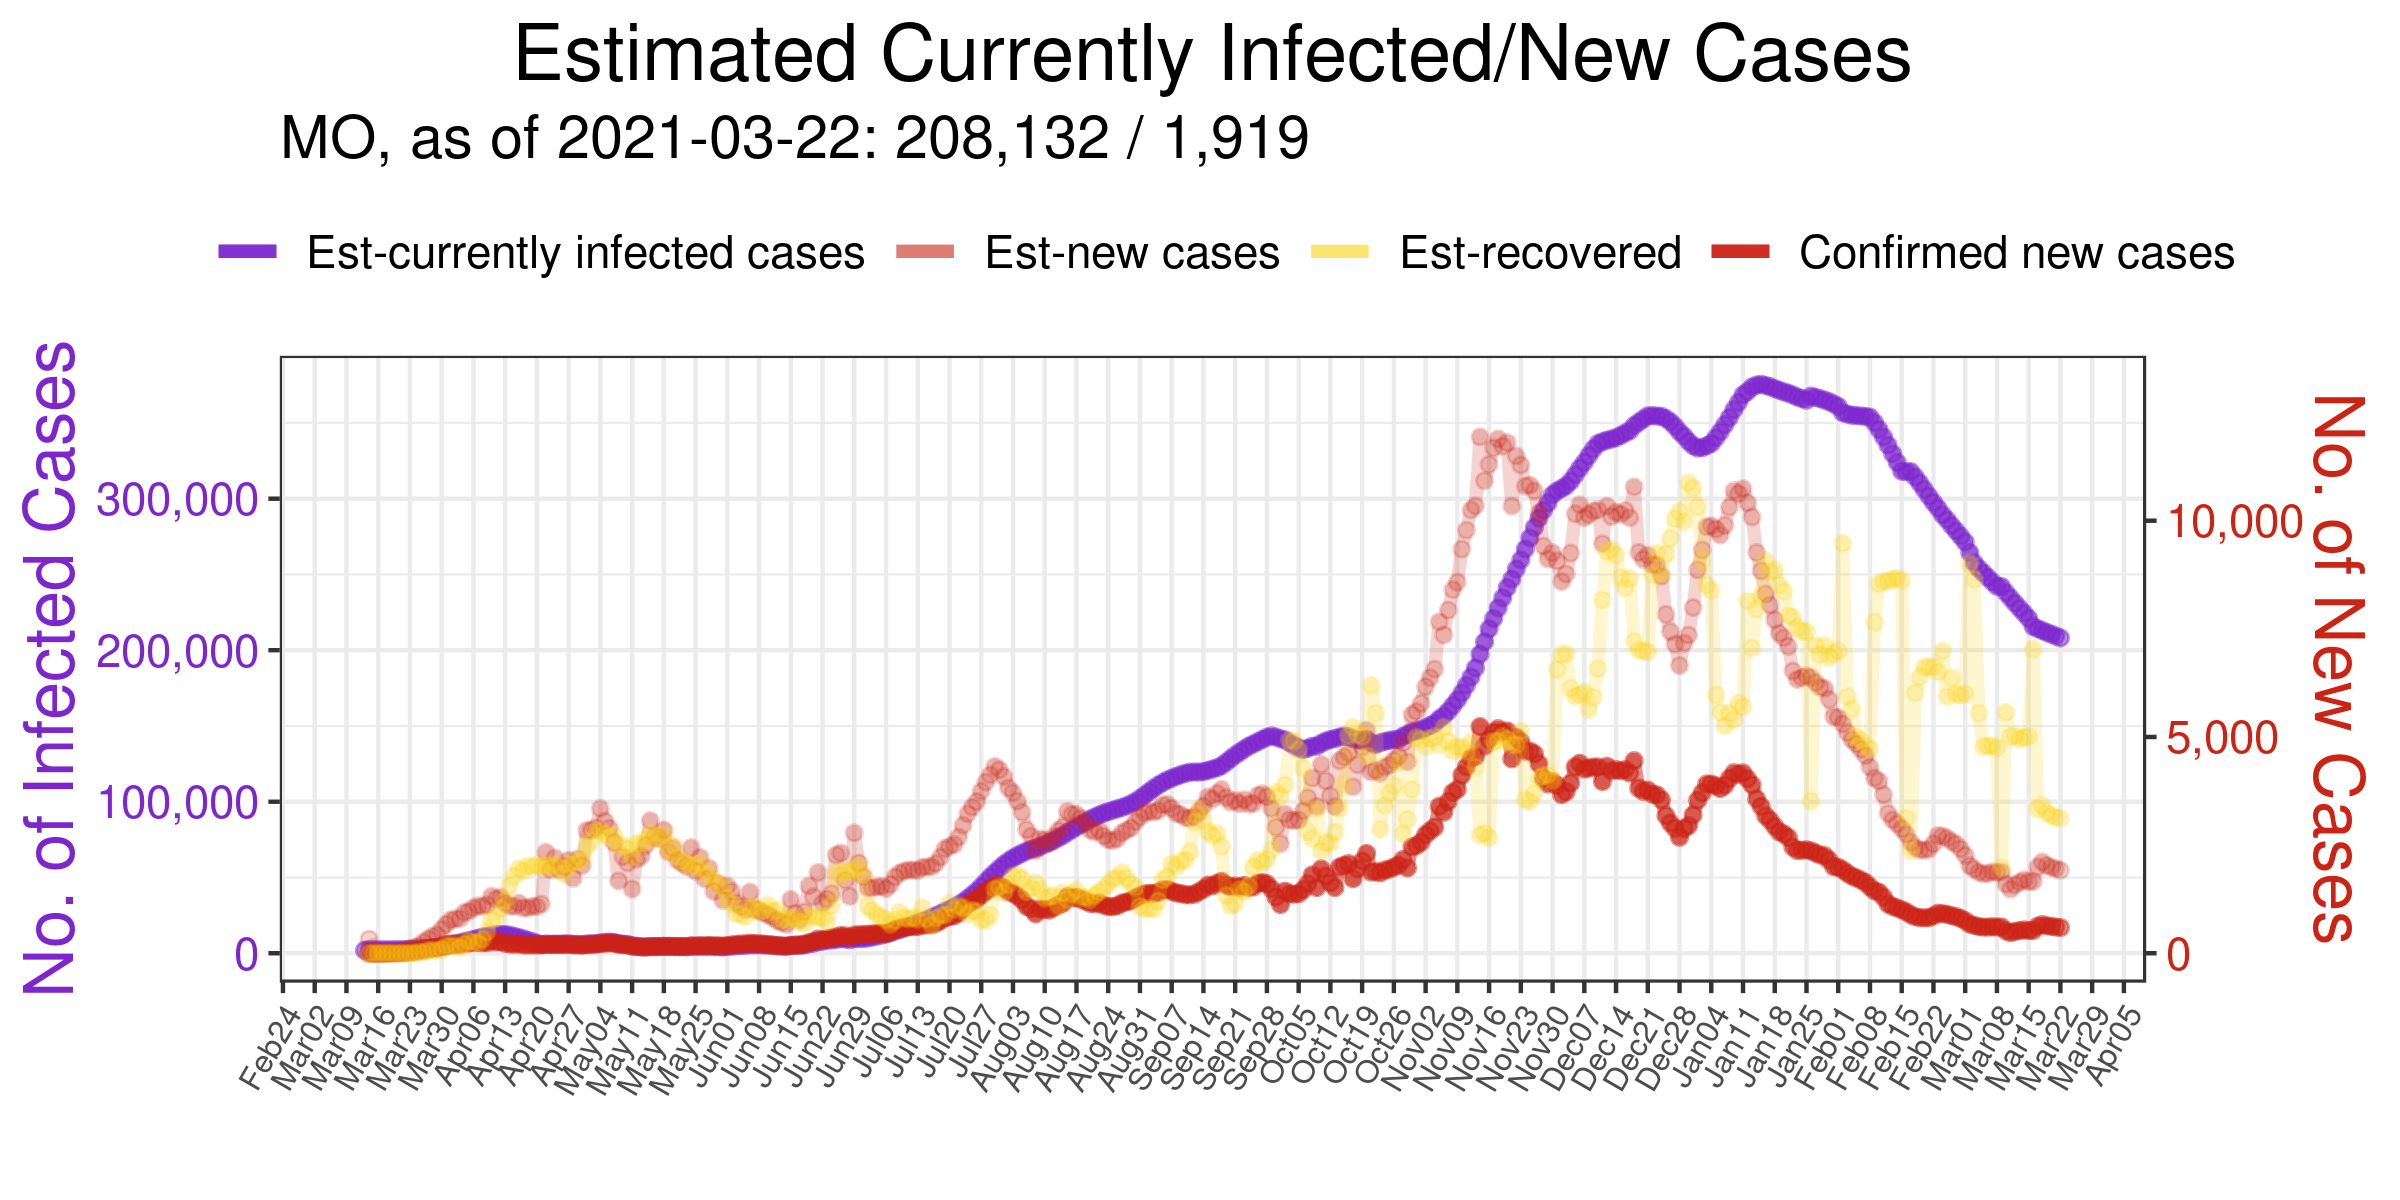 Estimated Currently Infected/New Cases
MO, as of 2021-03-22: 208,132 / 1,919
Est-currently infected cases
Est-new cases
Est-recovered
Confirmed new cases
No. of Infected Cases
300,000
200,000
100,000
0
10,000
5,000
0
No. of New Cases
Feb24
Mar02
Mar09
Mar16
Mar23
Mar30
Apr06
Apr13
Apr20
Apr27
May04
May11
May18
May25
Jun01
Jun08
Jun15
Jun22
Jun29
Jul06
Jul13
Jul20
Jul27
Aug03
Aug10
Aug17
Aug24
Aug31
Sep07
Sep14
Sep21
Sep28
Oct05
Oct12
Oct19
Oct26
Nov02
Nov09
Nov16
Nov23
Nov30
Dec07
Dec14
Dec21
Dec28
Jan04
Jan11
Jan18
Jan25
Feb01
Feb08
Feb15
Feb22
Mar01
Mar08
Mar15
Mar22
Mar29
Apr05